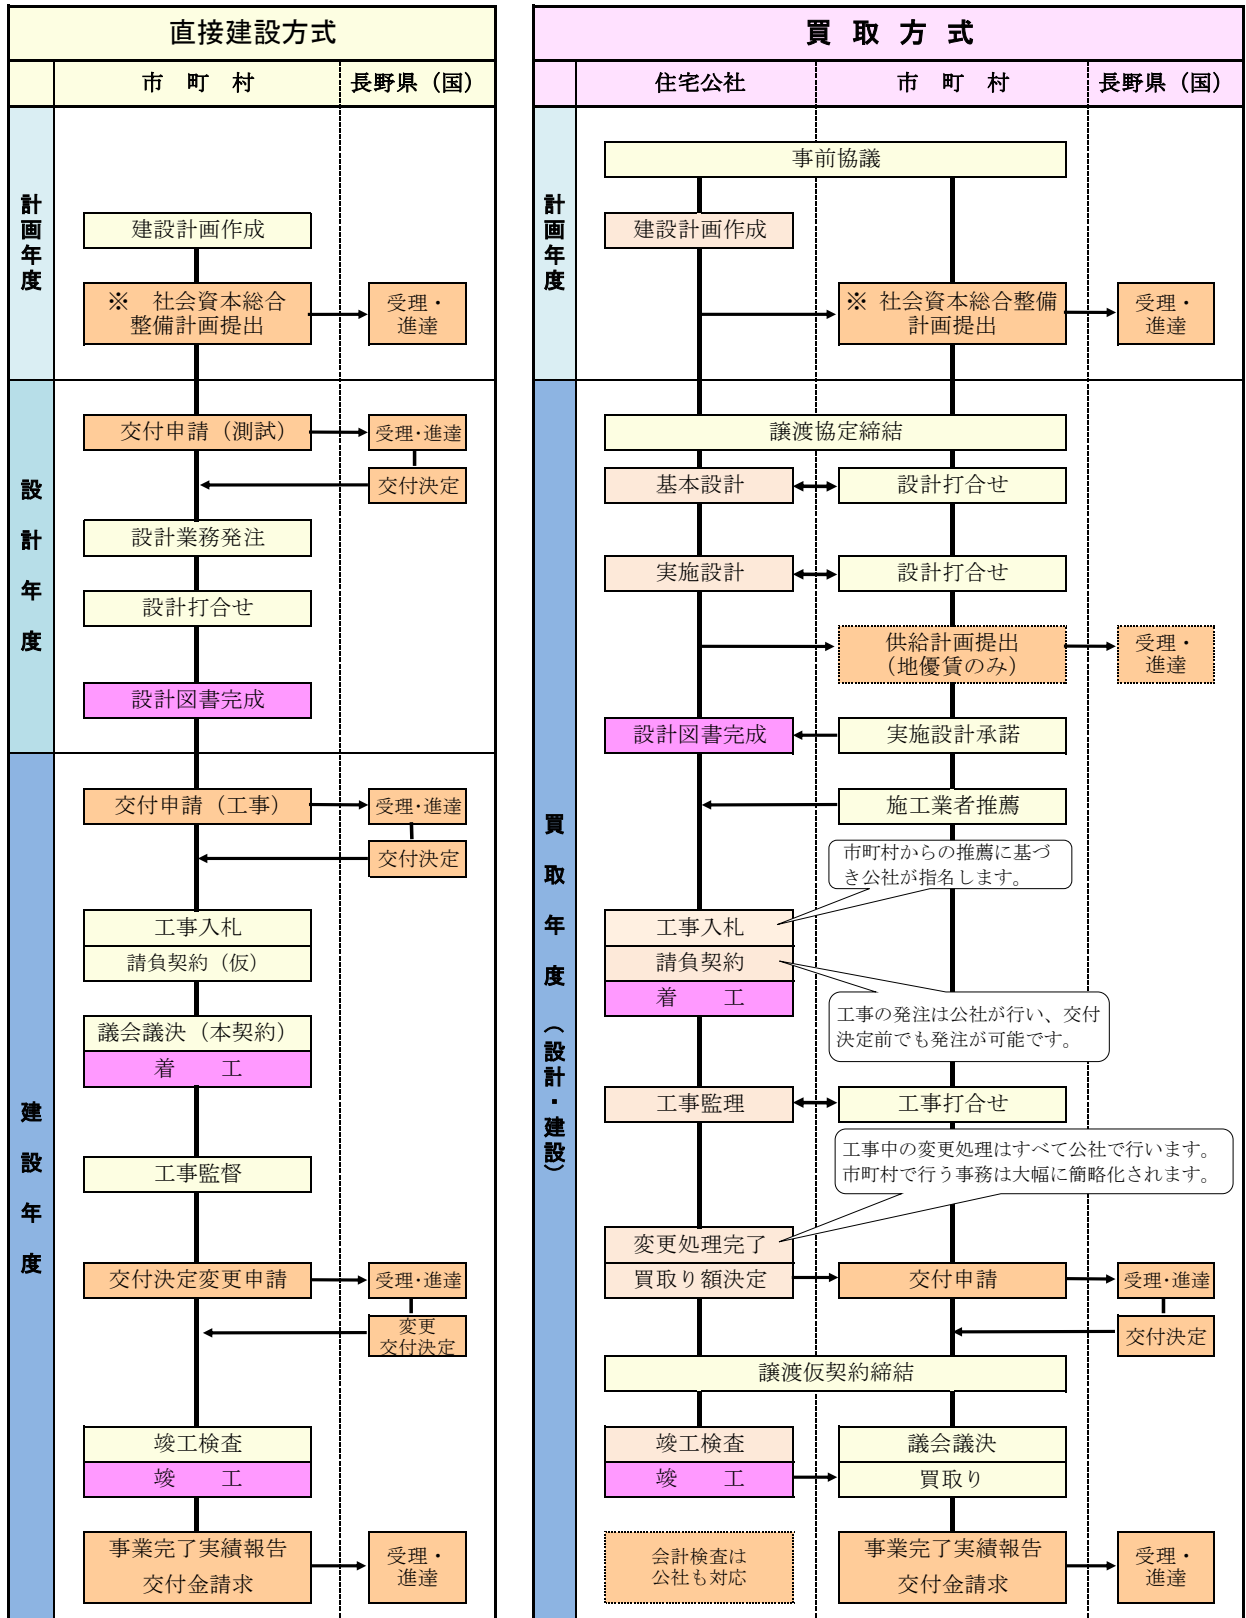 直接建設方式
市　町　村
長野県（国）
計画年度
建設計画作成
※　社会資本総合
整備計画提出
受理・
進達
設計年度
交付申請（測試）
受理・進達
交付決定
設計業務発注
設計打合せ
設計図書完成
建設年度
交付申請（工事）
受理・進達
交付決定
工事入札
請負契約（仮）
議会議決（本契約）
着　　工
工事監督
交付決定変更申請
受理・進達
変更
交付決定
竣工検査
竣　　工
事業完了実績報告
交付金請求
受理・
進達
買　取　方　式
住宅公社
市　町　村
長野県（国）
計画年度
事前協議
建設計画作成
※ 社会資本総合整備
計画提出
受理・
進達
買取年度（設計・建設）
譲渡協定締結
基本設計
設計打合せ
実施設計
設計打合せ
供給計画提出
（地優賃のみ）
受理・
進達
設計図書完成
実施設計承諾
施工業者推薦
市町村からの推薦に基づ
き公社が指名します。
工事入札
請負契約
着　　工
工事の発注は公社が行い、交付
決定前でも発注が可能です。
工事監理
工事打合せ
工事中の変更処理はすべて公社で行います。
市町村で行う事務は大幅に簡略化されます。
変更処理完了
買取り額決定
交付申請
受理・進達
交付決定
譲渡仮契約締結
竣工検査
議会議決
竣　　工
買取り
会計検査は
公社も対応
事業完了実績報告
交付金請求
受理・
進達